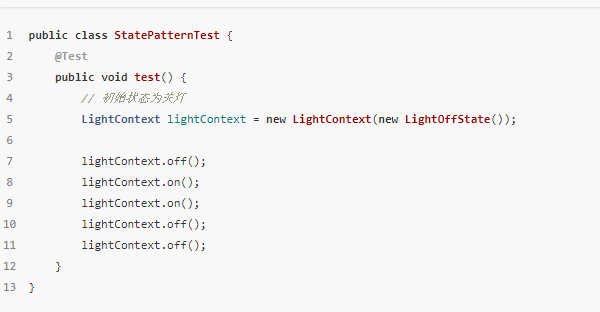 1 public class StatePatternTest {
2     @Test
3     public void test() {
4         // 初始状态为关灯
5         LightContext lightContext = new LightContext(new LightOffState());
6
7         lightContext.off();
8         lightContext.on();
9         lightContext.on();
10         lightContext.off();
11         lightContext.off();
12     }
13 }